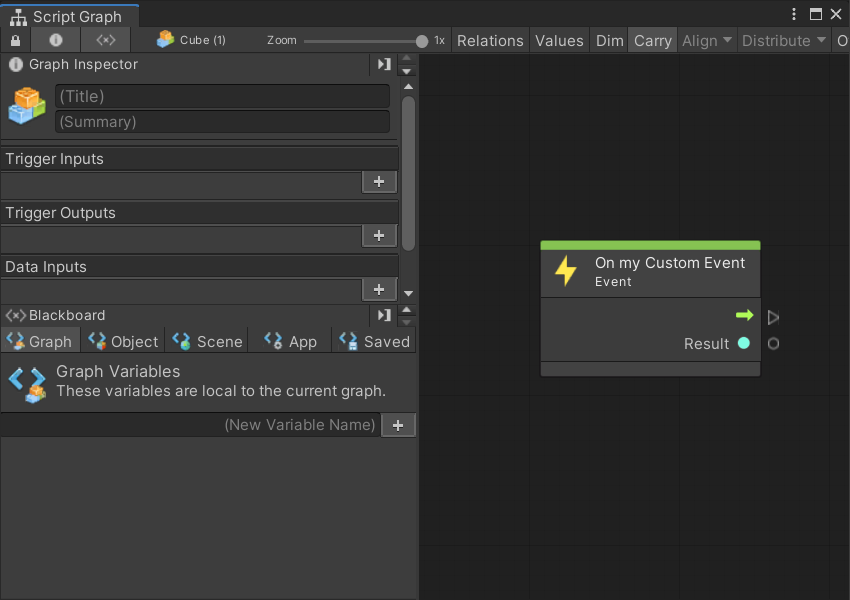 Script Graph
Cube (1)
Zoom
1x
Relations
Values
Dim
Carry
Align
Distribute
O
Graph Inspector
(Title)
(Summary)
Trigger Inputs
+
Trigger Outputs
+
Data Inputs
+
Blackboard
Graph
Object
Scene
App
Saved
Graph Variables
These variables are local to the current graph.
(New Variable Name)
+
On my Custom Event
Event
Result